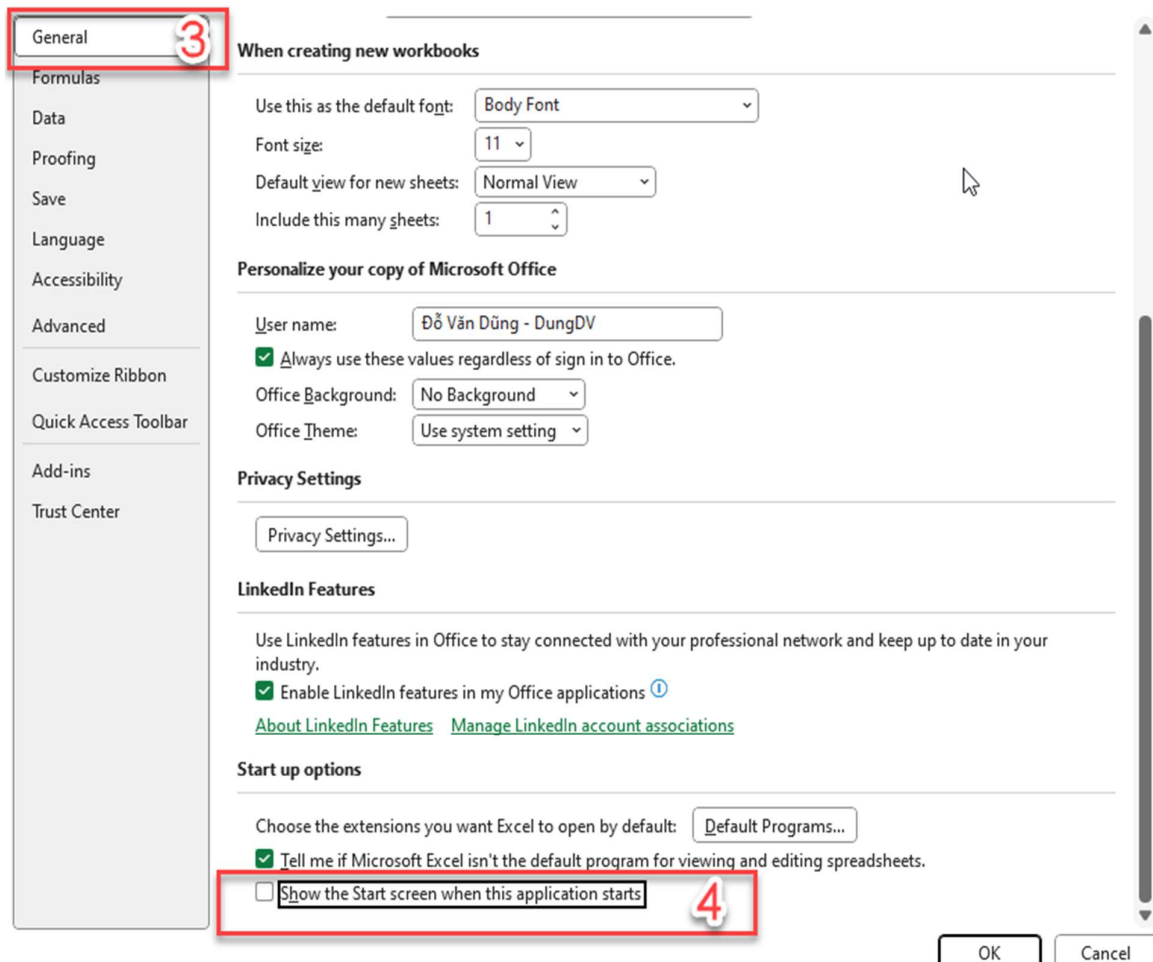 General
3
Formulas
Data
Proofing
Save
Language
Accessibility
Advanced
Customize Ribbon
Quick Access Toolbar
Add-ins
Trust Center
When creating new workbooks
Use this as the default font: Body Font
Font size: 11
Default view for new sheets: Normal View
Include this many sheets: 1
Personalize your copy of Microsoft Office
User name: Đỗ Văn Dũng - DungDV
Always use these values regardless of sign in to Office.
Office Background: No Background
Office Theme: Use system setting
Privacy Settings
Privacy Settings...
LinkedIn Features
Use LinkedIn features in Office to stay connected with your professional network and keep up to date in your
industry.
Enable LinkedIn features in my Office applications
About LinkedIn Features Manage LinkedIn account associations
Start up options
Choose the extensions you want Excel to open by default: Default Programs...
Tell me if Microsoft Excel isn't the default program for viewing and editing spreadsheets.
Show the Start screen when this application starts
4
OK Cancel